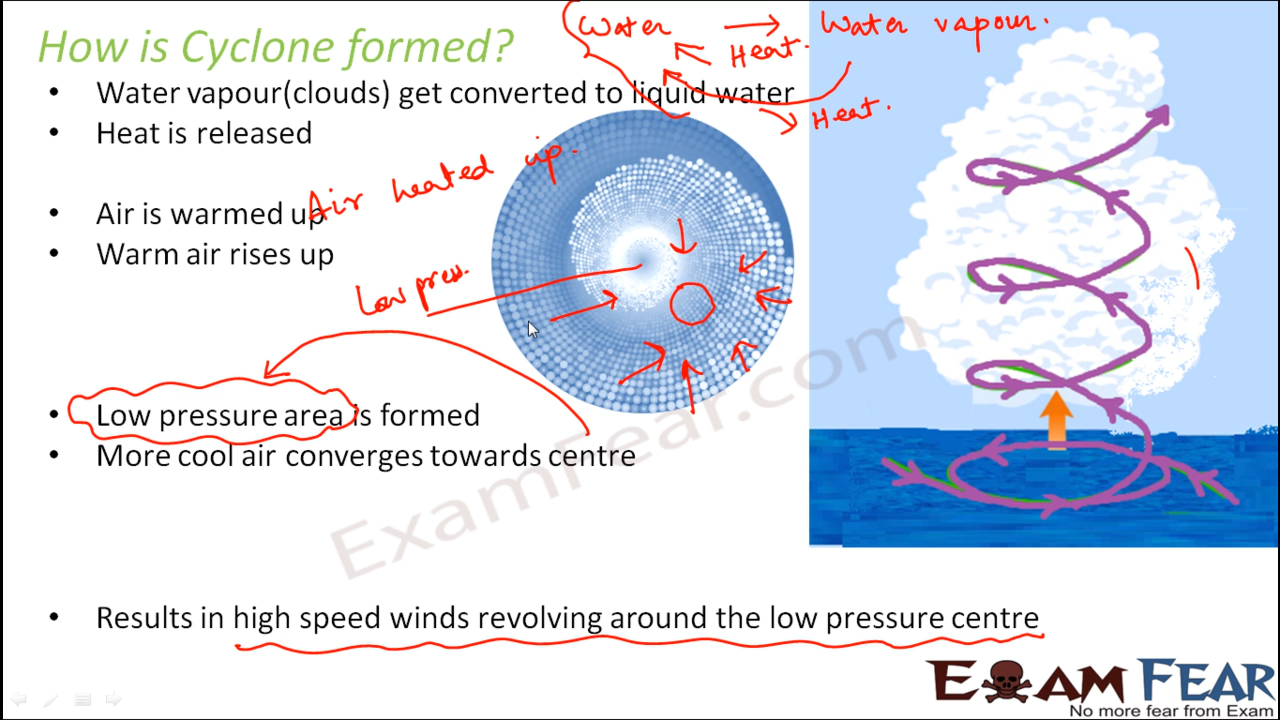 How is Cyclone formed?
Water → Water vapour.
← Heat.
• Water vapour(clouds) get converted to liquid water
→ Heat.
• Heat is released
Air heated up.
• Air is warmed up
• Warm air rises up
Low press.
• Low pressure area is formed
• More cool air converges towards centre
ExamFear.com
• Results in high speed winds revolving around the low pressure centre
EXAM FEAR
No more fear from Exam